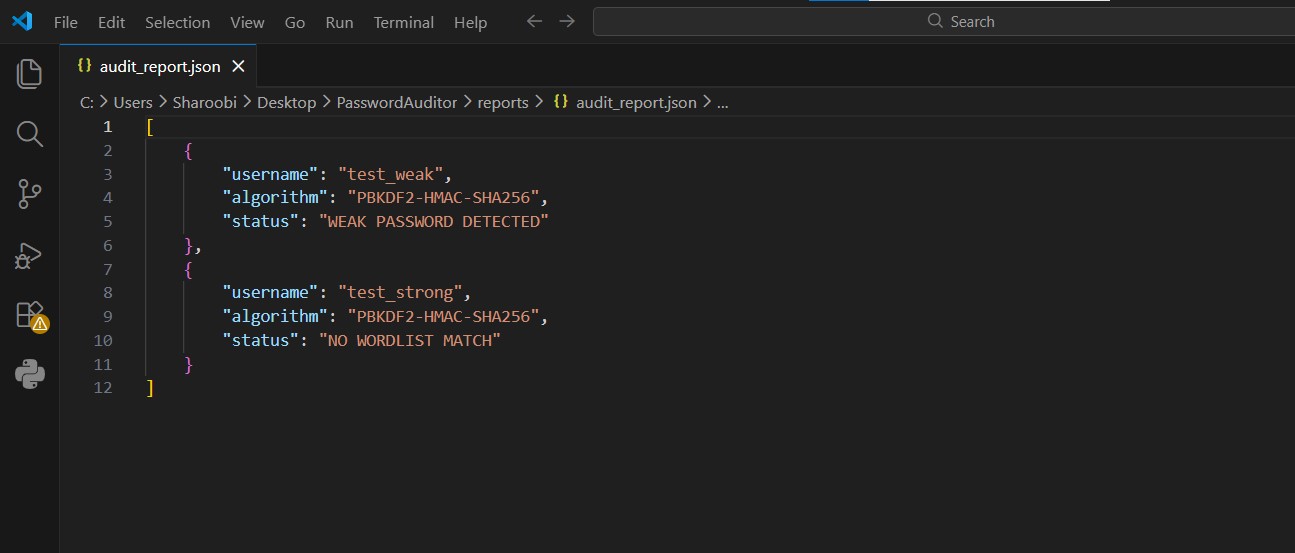 File Edit Selection View Go Run Terminal Help Search
{} audit_report.json
C: > Users > Sharoobi > Desktop > PasswordAuditor > reports > {} audit_report.json > ...
1 [
2 {
3 "username": "test_weak",
4 "algorithm": "PBKDF2-HMAC-SHA256",
5 "status": "WEAK PASSWORD DETECTED"
6 },
7 {
8 "username": "test_strong",
9 "algorithm": "PBKDF2-HMAC-SHA256",
10 "status": "NO WORDLIST MATCH"
11 }
12 ]